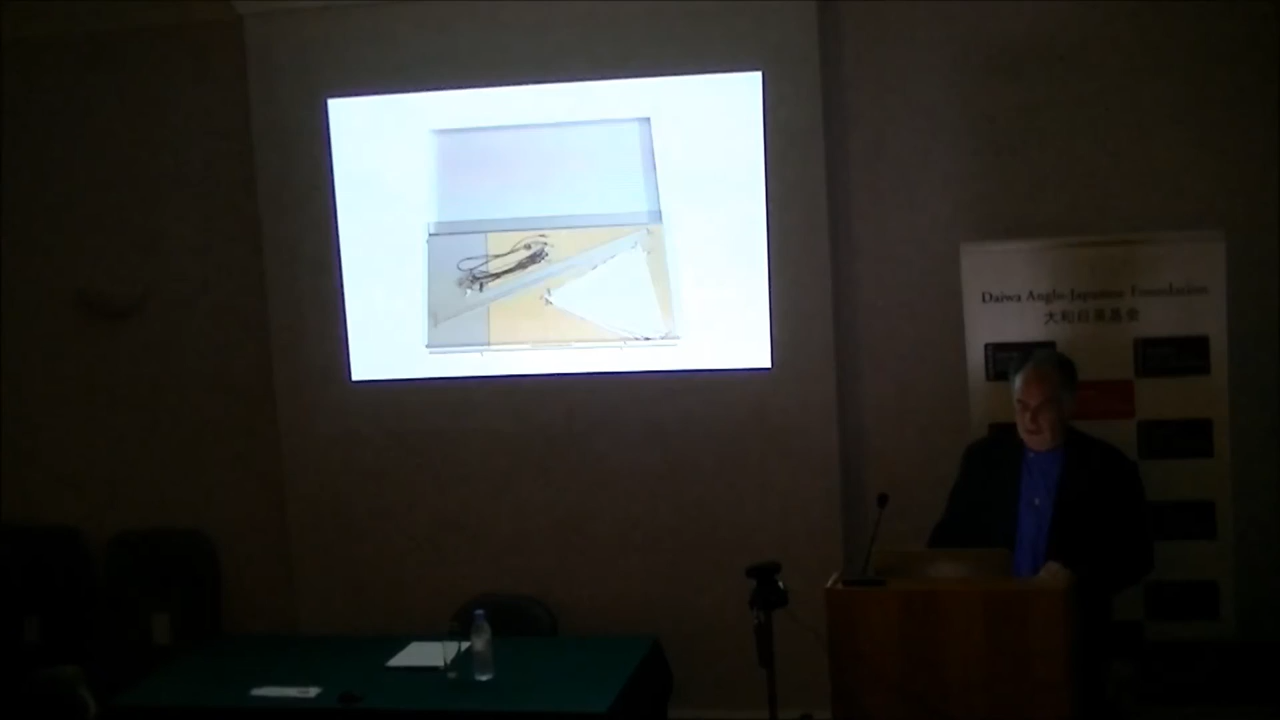 Daiwa Anglo-Japanese Foundation
大和日英基金